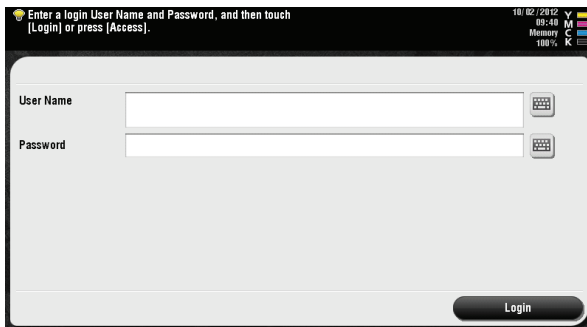 Enter a login User Name and Password, and then touch
[Login] or press [Access].
10/02/2012
09:40
Memory
100%
Y
M
C
K
User Name
Password
Login